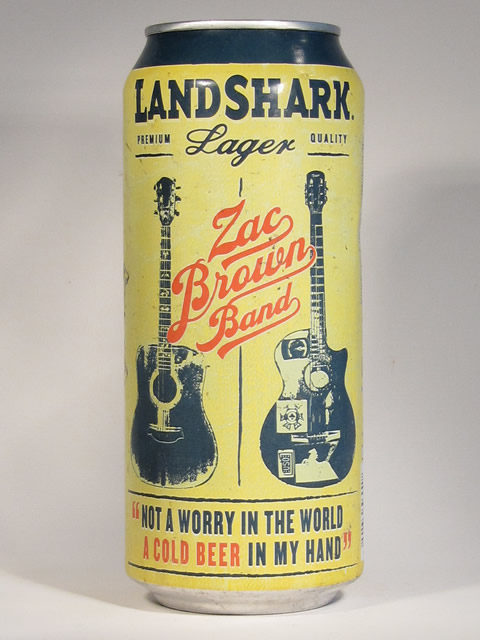 LANDSHARK.
PREMIUM Lager QUALITY
Zac
Brown
Band
"NOT A WORRY IN THE WORLD
A COLD BEER IN MY HAND"